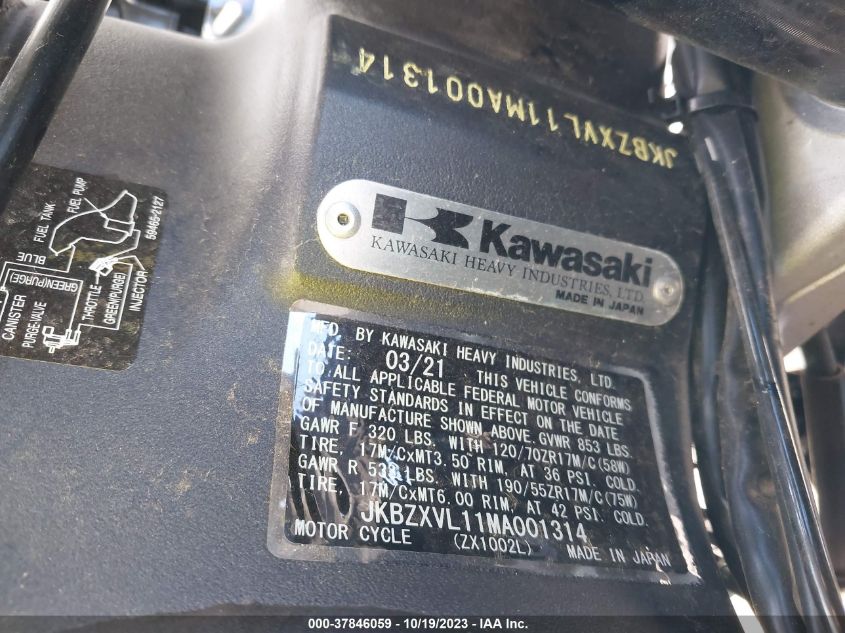 JKBZXVL11MA001314
Kawasaki
KAWASAKI HEAVY INDUSTRIES, LTD.
MADE IN JAPAN
MFD. BY KAWASAKI HEAVY INDUSTRIES, LTD.
DATE: 03/21 THIS VEHICLE CONFORMS
TO ALL APPLICABLE FEDERAL MOTOR VEHICLE
SAFETY STANDARDS IN EFFECT ON THE DATE
OF MANUFACTURE SHOWN ABOVE. GVWR 853 LBS.
GAWR F 320 LBS. WITH 120/70ZR17M/C(58W)
TIRE, 17M/CxMT3.50 RIM, AT 36 PSI. COLD.
GAWR R 533 LBS. WITH 190/55ZR17M/C(75W)
TIRE, 17M/CxMT6.00 RIM, AT 42 PSI. COLD.
JKBZXVL11MA001314
MOTOR CYCLE (ZX1002L) MADE IN JAPAN
FUEL TANK
FUEL PUMP
59465-2127
BLUE
GREEN(PURGE)
THROTTLE
GREEN(PURGE)
INJECTOR
CANISTER
PURGE-VALVE
000-37846059 - 10/19/2023 - IAA Inc.